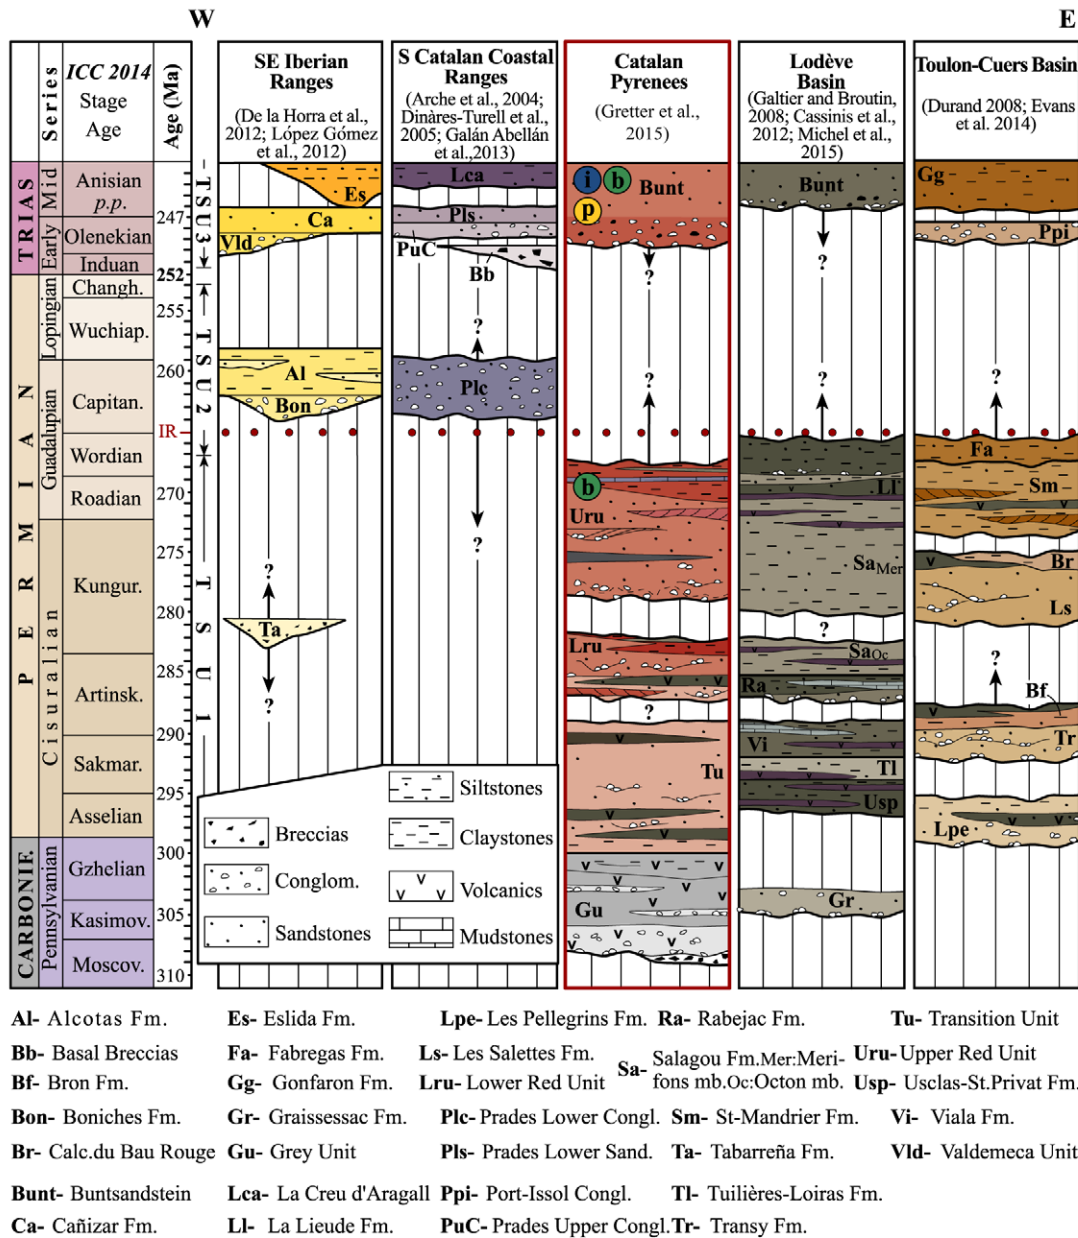 W
E
Series
ICC 2014
Stage
Age
Age (Ma)
SE Iberian
Ranges
(De la Horra et al.,
2012; López Gómez
et al., 2012)
S Catalan Coastal
Ranges
(Arche et al., 2004;
Dinàres-Turell et al.,
2005; Galán Abellán
et al.,2013)
Catalan
Pyrenees
(Gretter et al.,
2015)
Lodève
Basin
(Galtier and Broutin,
2008; Cassinis et al.,
2012; Michel et al.,
2015)
Toulon-Cuers Basin
(Durand 2008; Evans
et al. 2014)
TRIAS
PERMIAN
CARBONIF.
Mid
Early
Lopingian
Guadalupian
Cisuralian
Pennsylvanian
Anisian
p.p.
Olenekian
Induan
Changh.
Wuchiap.
Capitan.
Wordian
Roadian
Kungur.
Artinsk.
Sakmar.
Asselian
Gzhelian
Kasimov.
Moscov.
247
252
255
260
IR
270
275
280
285
290
295
300
305
310
TSU3
TSU2
TSU1
Es
Ca
Vld
Al
Bon
?
Ta
?
Lca
Pls
PuC
Bb
?
Plc
?
i
b
Bunt
p
?
?
b
Uru
Lru
?
Tu
Gu
Bunt
?
?
Ll
SaMer
?
SaOc
Ra
Vi
Tl
Usp
Gr
Gg
Ppi
?
Fa
Sm
Br
Ls
?
Bf
Tr
Lpe
Breccias
Conglom.
Sandstones
Siltstones
Claystones
Volcanics
Mudstones
Al- Alcotas Fm.
Es- Eslida Fm.
Lpe- Les Pellegrins Fm.
Ra- Rabejac Fm.
Tu- Transition Unit
Bb- Basal Breccias
Fa- Fabregas Fm.
Ls- Les Salettes Fm.
Sa- Salagou Fm.Mer:Meri-
fons mb.Oc:Octon mb.
Uru-Upper Red Unit
Bf- Bron Fm.
Gg- Gonfaron Fm.
Lru- Lower Red Unit
Usp- Usclas-St.Privat Fm.
Bon- Boniches Fm.
Gr- Graissessac Fm.
Plc- Prades Lower Congl.
Sm- St-Mandrier Fm.
Vi- Viala Fm.
Br- Calc.du Bau Rouge
Gu- Grey Unit
Pls- Prades Lower Sand.
Ta- Tabarreña Fm.
Vld- Valdemeca Unit
Bunt- Buntsandstein
Lca- La Creu d'Aragall
Ppi- Port-Issol Congl.
Tl- Tuilières-Loiras Fm.
Ca- Cañizar Fm.
Ll- La Lieude Fm.
PuC- Prades Upper Congl.
Tr- Transy Fm.